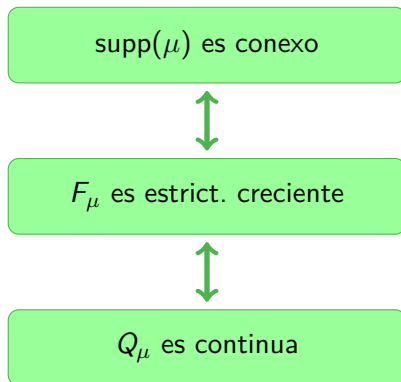 supp(μ) es conexo
F_μ es estrict. creciente
Q_μ es continua